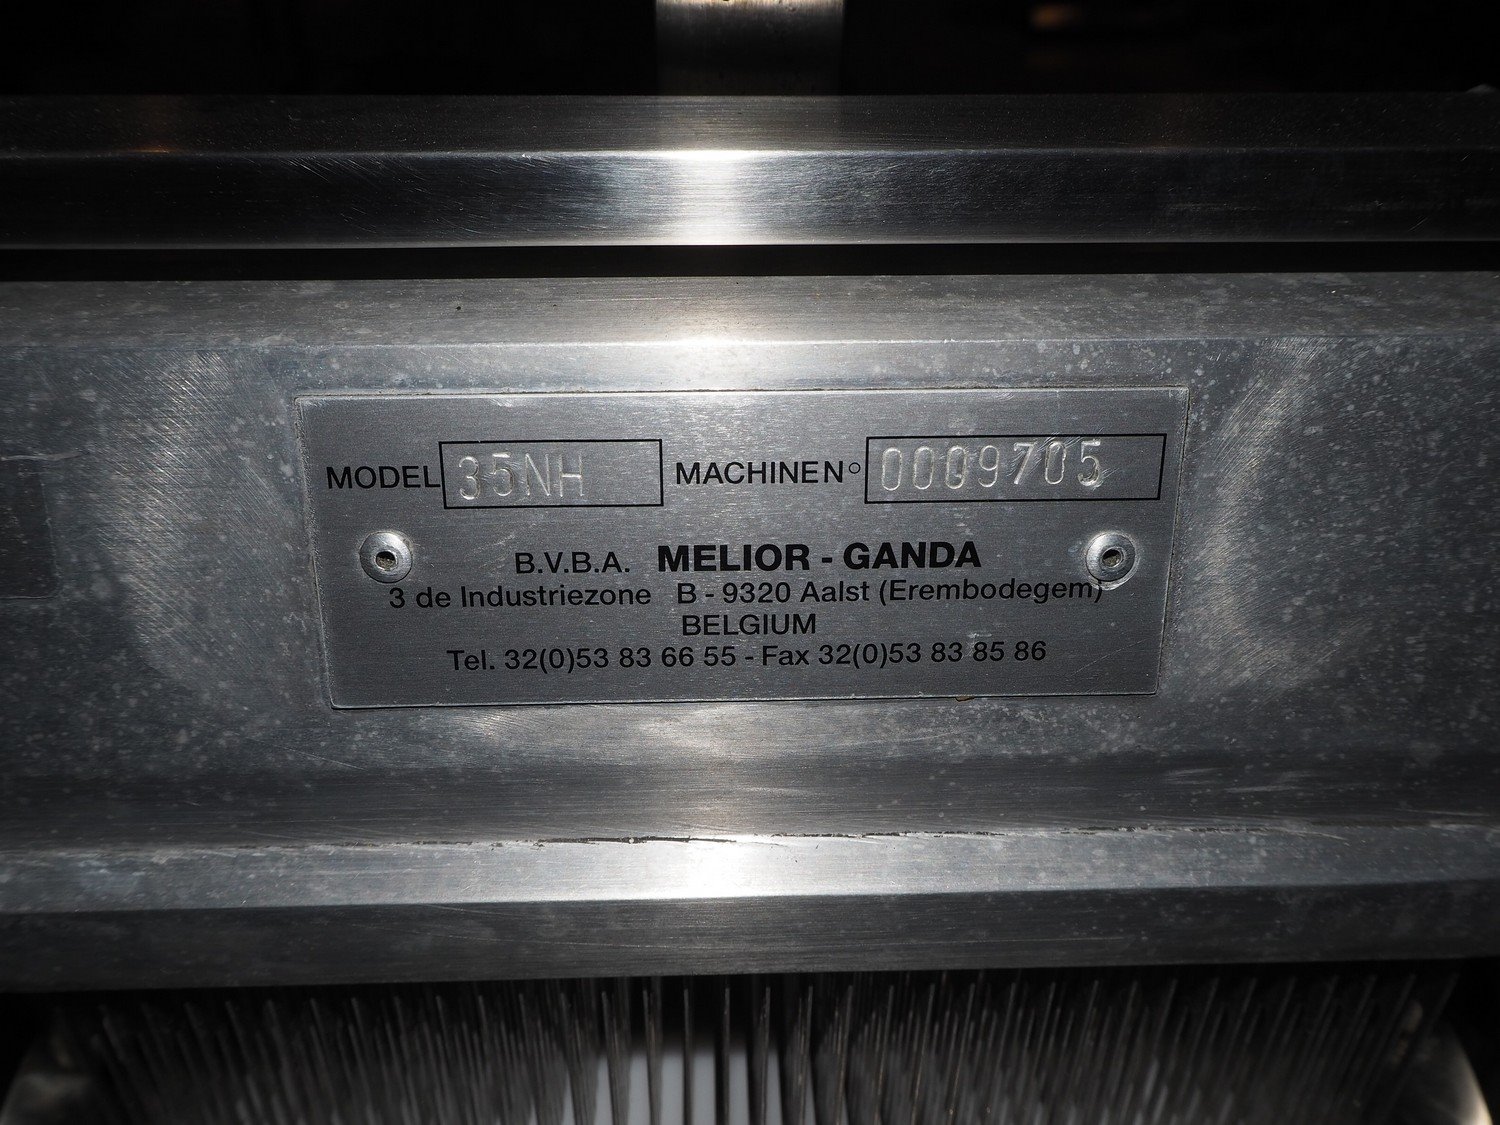 MODEL 35NH MACHINEN° 0009705
B.V.B.A. MELIOR - GANDA
3 de Industriezone B - 9320 Aalst (Erembodegem)
BELGIUM
Tel. 32(0)53 83 66 55 - Fax 32(0)53 83 85 86